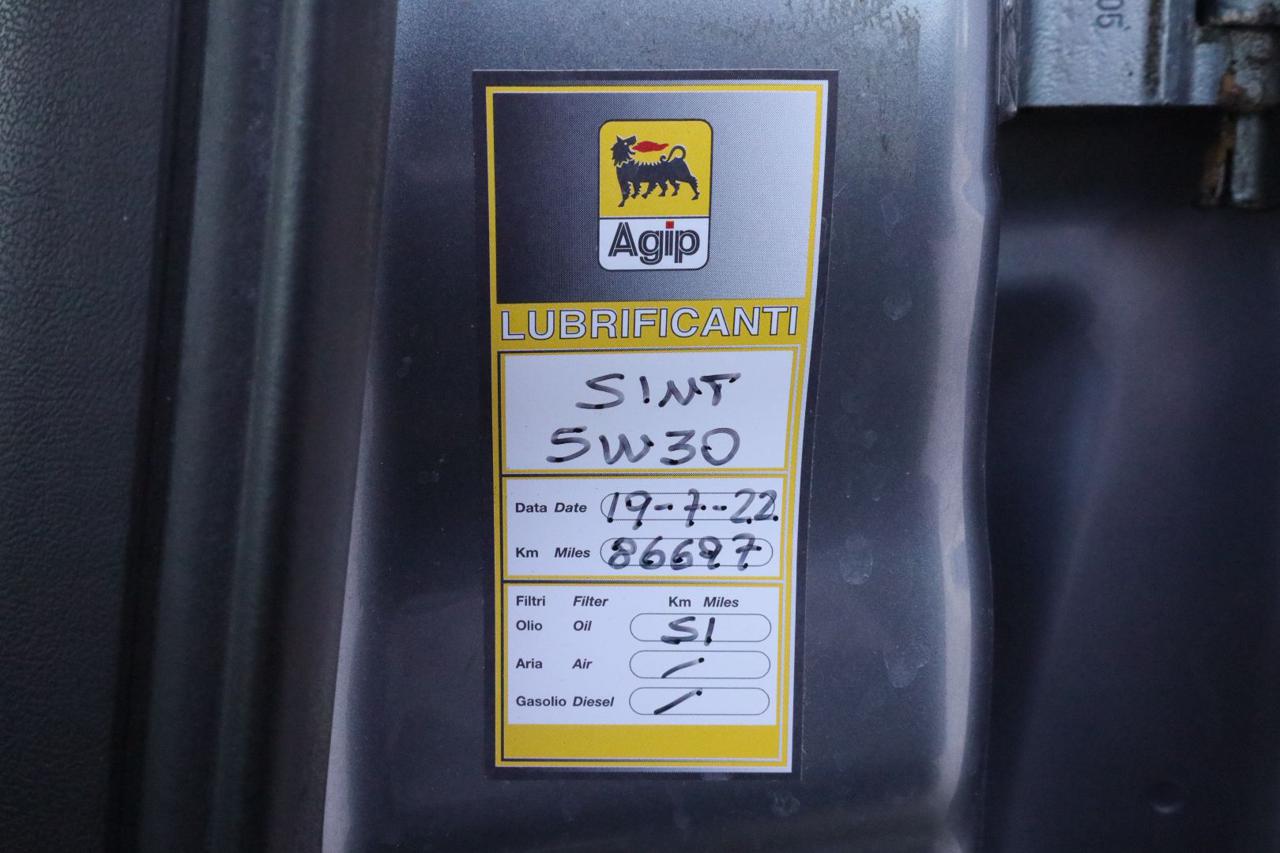 05
Agip
LUBRIFICANTI
SINT
5W30
Data Date 19-7-22
Km Miles 86697
Filtri Filter Km Miles
Olio Oil SI
Aria Air /
Gasolio Diesel /